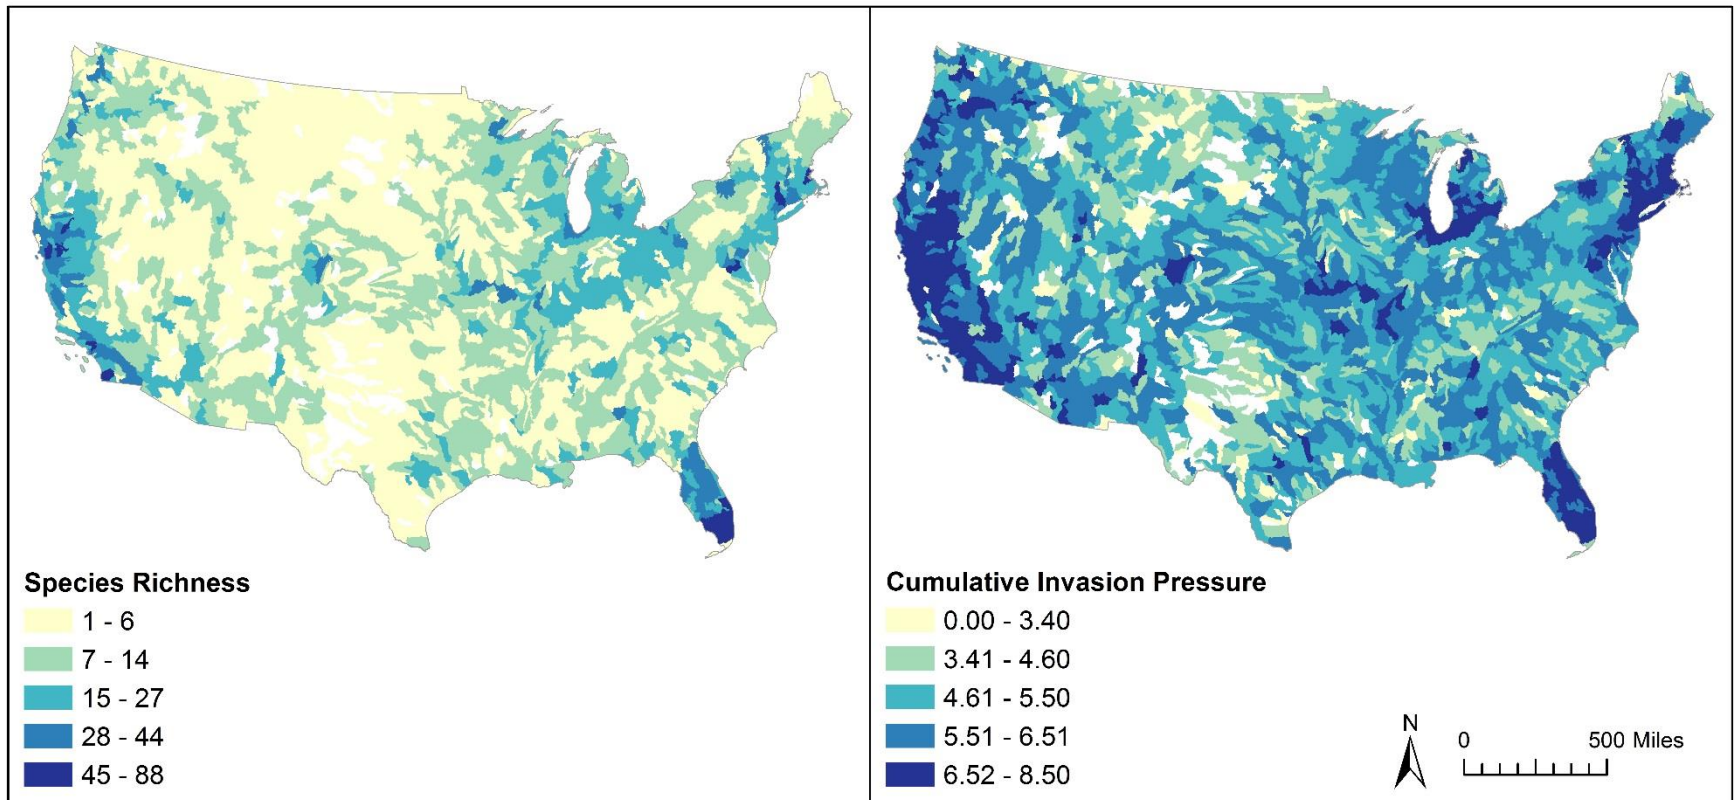 Species Richness
1 - 6
7 - 14
15 - 27
28 - 44
45 - 88
Cumulative Invasion Pressure
0.00 - 3.40
3.41 - 4.60
4.61 - 5.50
5.51 - 6.51
6.52 - 8.50
N
0 500 Miles